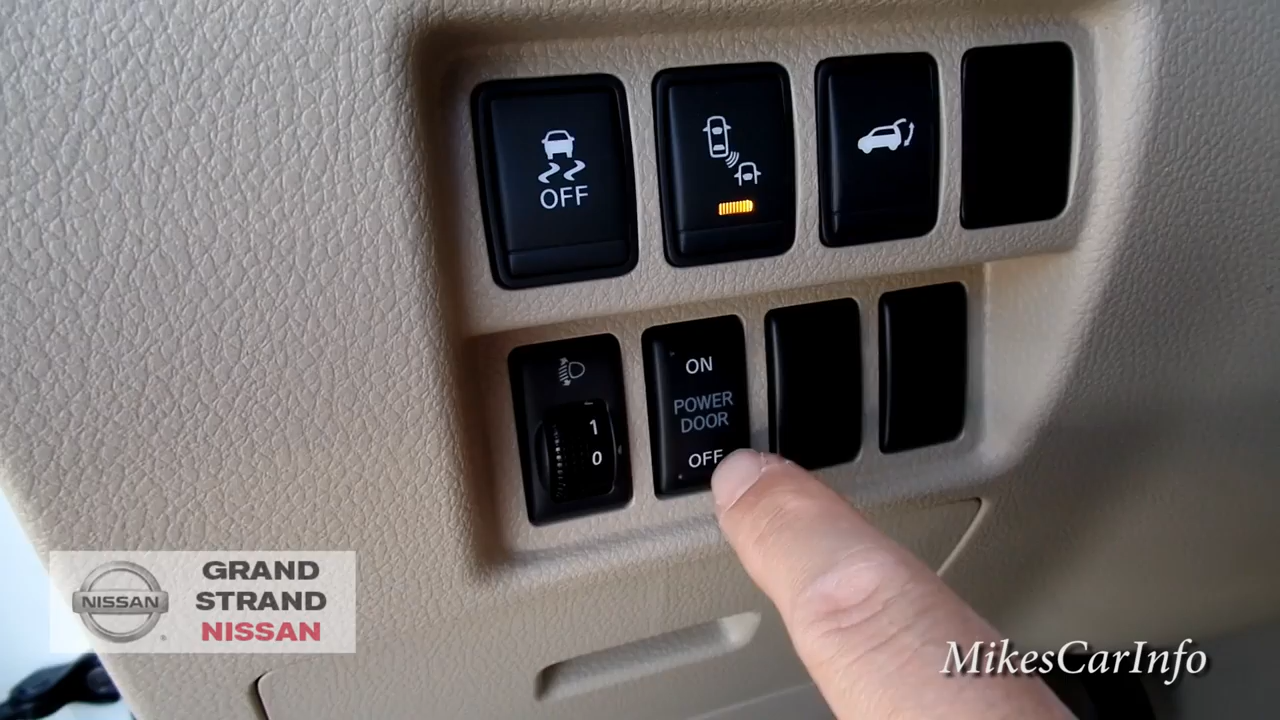 OFF
1
0
ON
POWER
DOOR
OFF
NISSAN
GRAND
STRAND
NISSAN
MikesCarInfo